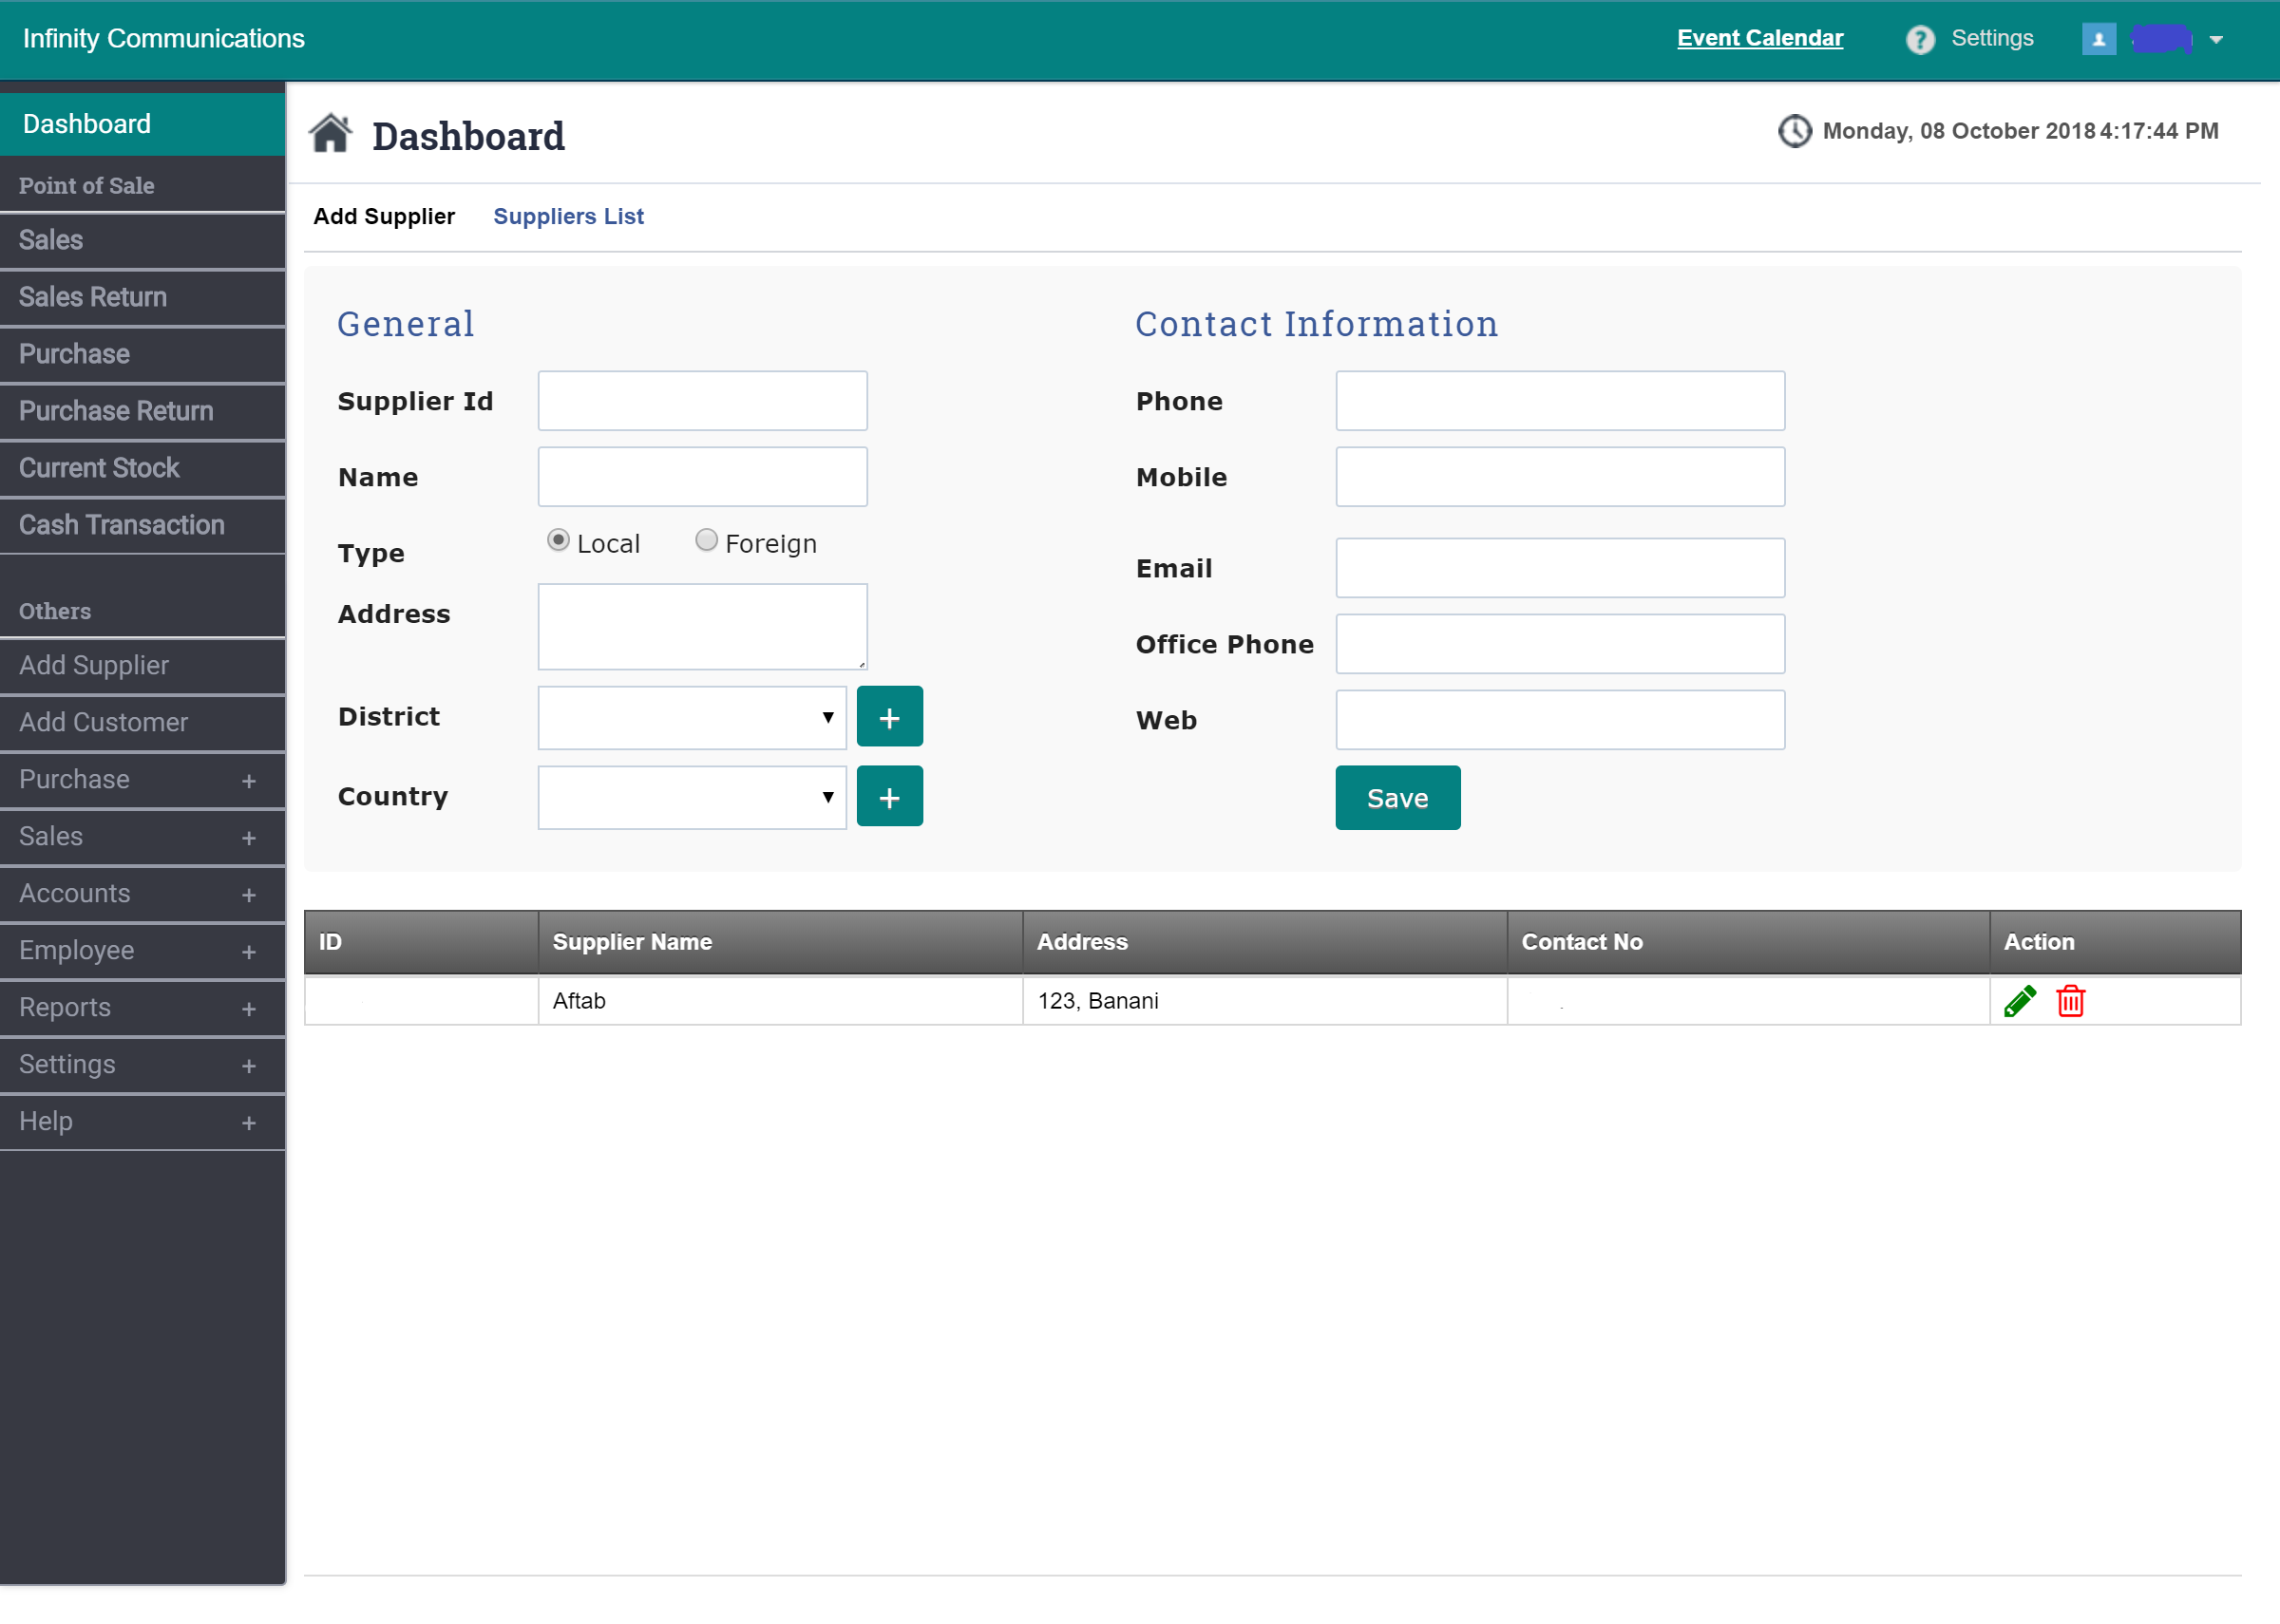 Infinity Communications
Event Calendar
? Settings
Dashboard
Point of Sale
Sales
Sales Return
Purchase
Purchase Return
Current Stock
Cash Transaction
Others
Add Supplier
Add Customer
Purchase +
Sales +
Accounts +
Employee +
Reports +
Settings +
Help +
Dashboard
Monday, 08 October 2018 4:17:44 PM
Add Supplier Suppliers List
General
Supplier Id
Name
Type Local Foreign
Address
District +
Country +
Contact Information
Phone
Mobile
Email
Office Phone
Web
Save
ID Supplier Name Address Contact No Action
Aftab 123, Banani